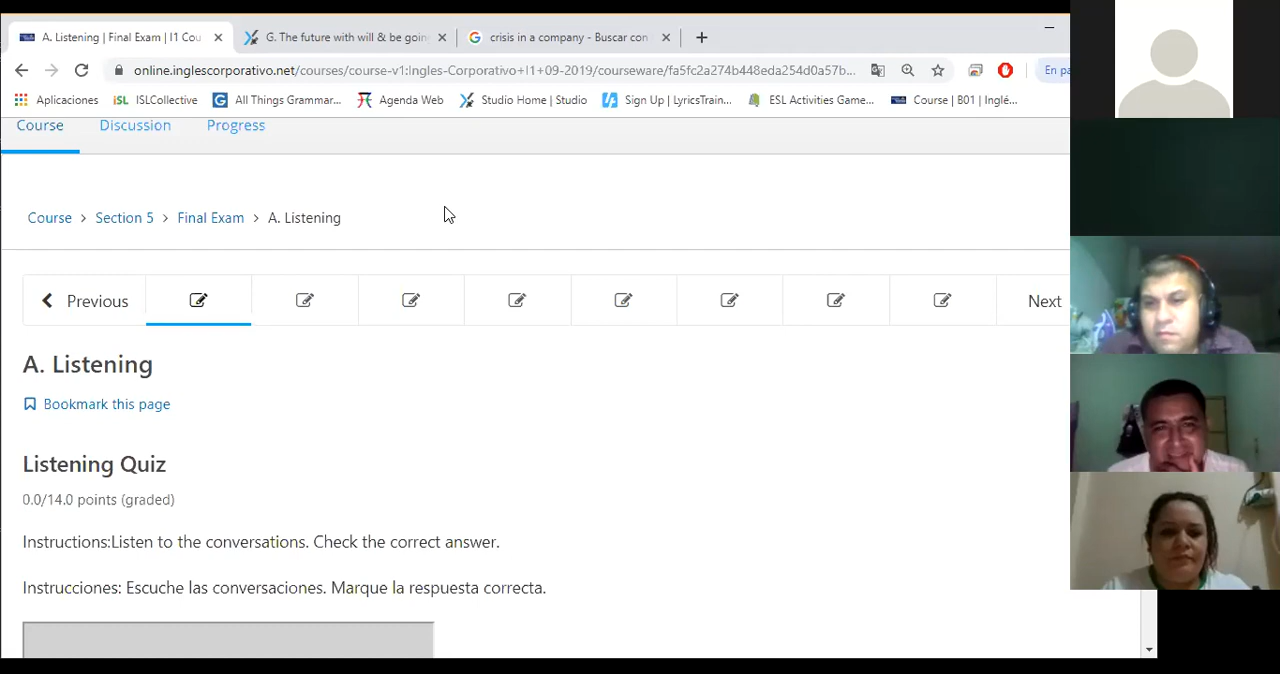 A. Listening | Final Exam | I1 Cou
G. The future with will & be goin
crisis in a company - Buscar con
online.inglescorporativo.net/courses/course-v1:Ingles-Corporativo+I1+09-2019/courseware/fa5fc2a274b448eda254d0a57b...
En pa
Aplicaciones
iSL ISLCollective
All Things Grammar...
Agenda Web
Studio Home | Studio
Sign Up | LyricsTrain...
ESL Activities Game...
Course | B01 | Inglé...
Course Discussion Progress
Course > Section 5 > Final Exam > A. Listening
Previous
Next
A. Listening
Bookmark this page
Listening Quiz
0.0/14.0 points (graded)
Instructions:Listen to the conversations. Check the correct answer.
Instrucciones: Escuche las conversaciones. Marque la respuesta correcta.